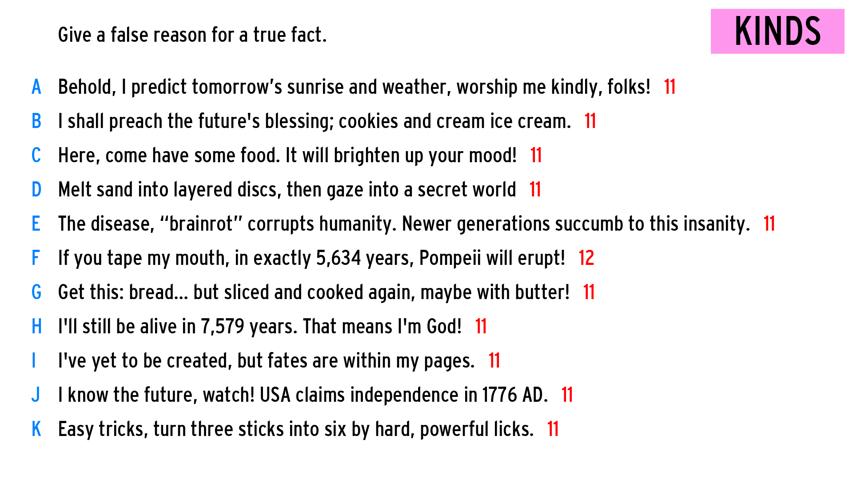 Give a false reason for a true fact.
KINDS
A Behold, I predict tomorrow's sunrise and weather, worship me kindly, folks! 11
B I shall preach the future's blessing; cookies and cream ice cream. 11
C Here, come have some food. It will brighten up your mood! 11
D Melt sand into layered discs, then gaze into a secret world 11
E The disease, “brainrot” corrupts humanity. Newer generations succumb to this insanity. 11
F If you tape my mouth, in exactly 5,634 years, Pompeii will erupt! 12
G Get this: bread... but sliced and cooked again, maybe with butter! 11
H I'll still be alive in 7,579 years. That means I'm God! 11
I I've yet to be created, but fates are within my pages. 11
J I know the future, watch! USA claims independence in 1776 AD. 11
K Easy tricks, turn three sticks into six by hard, powerful licks. 11